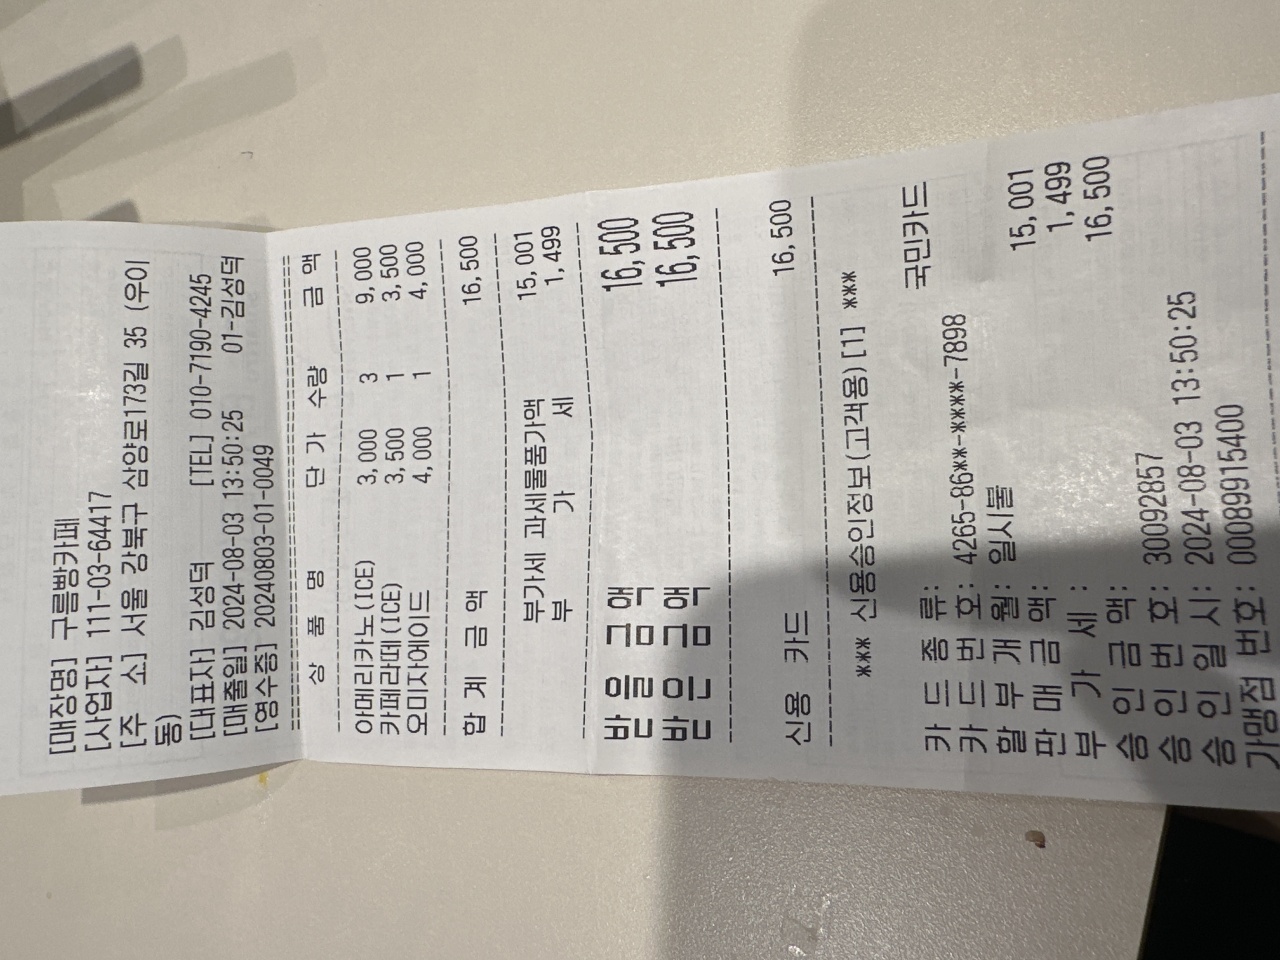 [매장명] 구름빵카페
[사업자] 111-03-64417
[주 소] 서울 강북구 삼양로173길 35 (우이
동)
[대표자] 김성덕 [TEL] 010-7190-4245
[매출일] 2024-08-03 13:50:25 01-김성덕
[영수증] 20240803-01-0049
========================================
상 품 명 단 가 수량 금 액
----------------------------------------
아메리카노(ICE) 3,000 3 9,000
카페라떼(ICE) 3,500 1 3,500
오미자에이드 4,000 1 4,000
----------------------------------------
합 계 금 액 16,500
----------------------------------------
부가세 과세물품가액 15,001
부 가 세 1,499
----------------------------------------
받을금액 16,500
받은금액 16,500
----------------------------------------
신용 카드 16,500
----------------------------------------
*** 신용승인정보(고객용)[1] ***
카 드 종 류: 국민카드
카 드 번 호: 4265-86**-****-7898
할 부 개 월: 일시불
판 매 금 액: 15,001
부 가 세 : 1,499
승 인 금 액: 16,500
승 인 번 호: 30092857
승 인 일 시: 2024-08-03 13:50:25
가맹점 번호: 00089915400
----------------------------------------